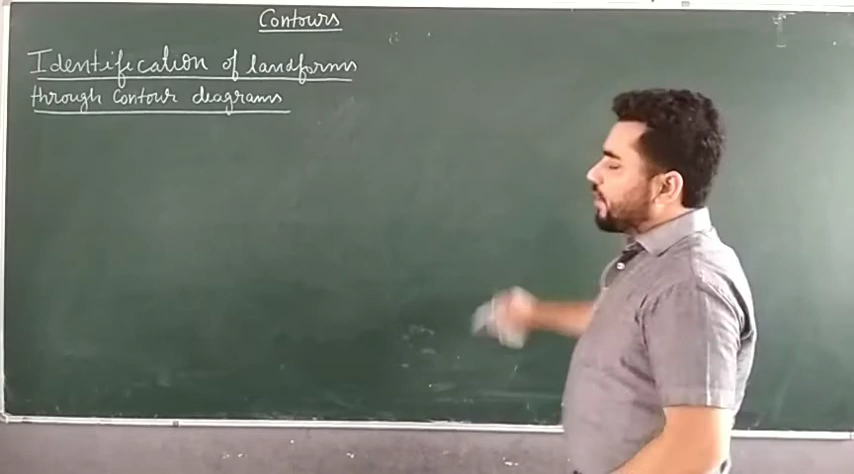 Contours
Identification of landforms
through Contour diagrams